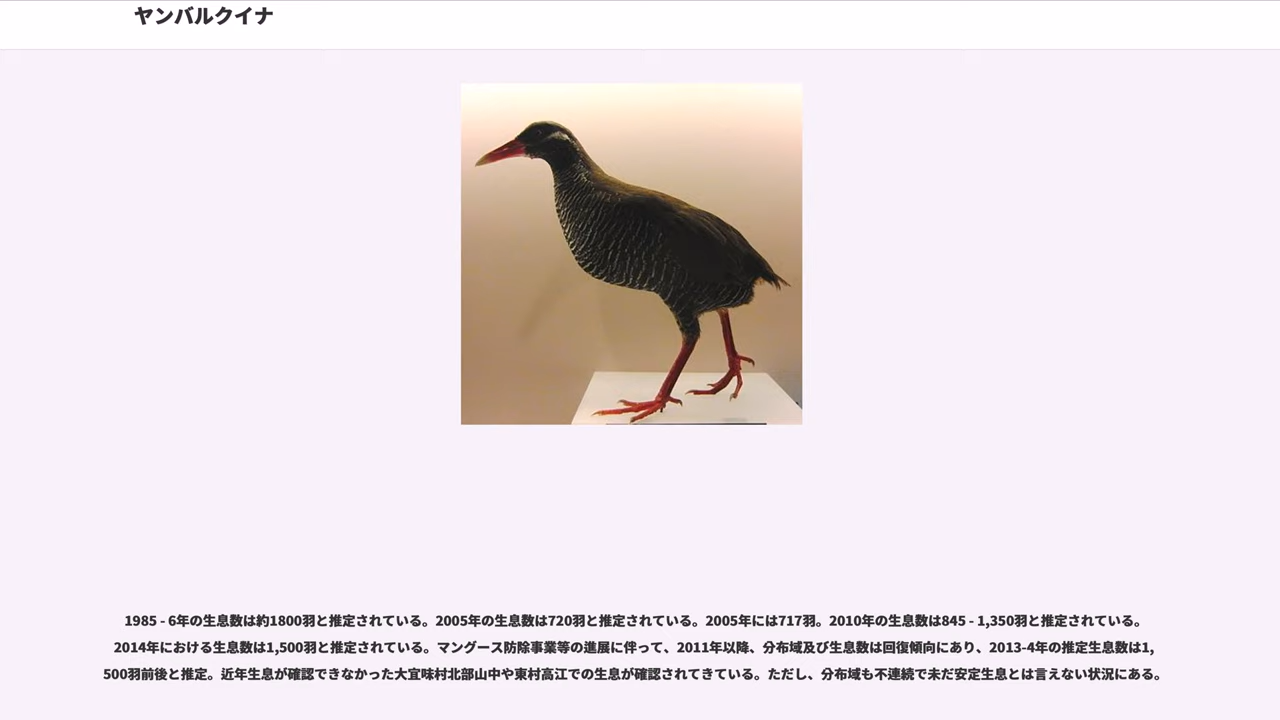 ヤンバルクイナ
1985 - 6年の生息数は約1800羽と推定されている。2005年の生息数は720羽と推定されている。2005年には717羽。2010年の生息数は845 - 1,350羽と推定されている。
2014年における生息数は1,500羽と推定されている。マングース防除事業等の進展に伴って、2011年以降、分布域及び生息数は回復傾向にあり、2013-4年の推定生息数は1,
500羽前後と推定。近年生息が確認できなかった大宜味村北部山中や東村高江での生息が確認されてきている。ただし、分布域も不連続で未だ安定生息とは言えない状況にある。